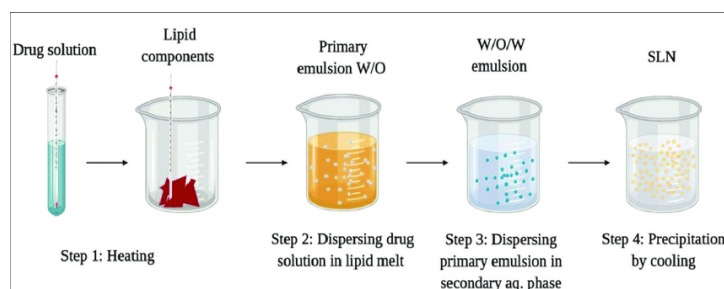 Drug solution
Lipid
components
Primary
emulsion W/O
W/O/W
emulsion
SLN
Step 1: Heating
Step 2: Dispersing drug
solution in lipid melt
Step 3: Dispersing
primary emulsion in
secondary aq. phase
Step 4: Precipitation
by cooling